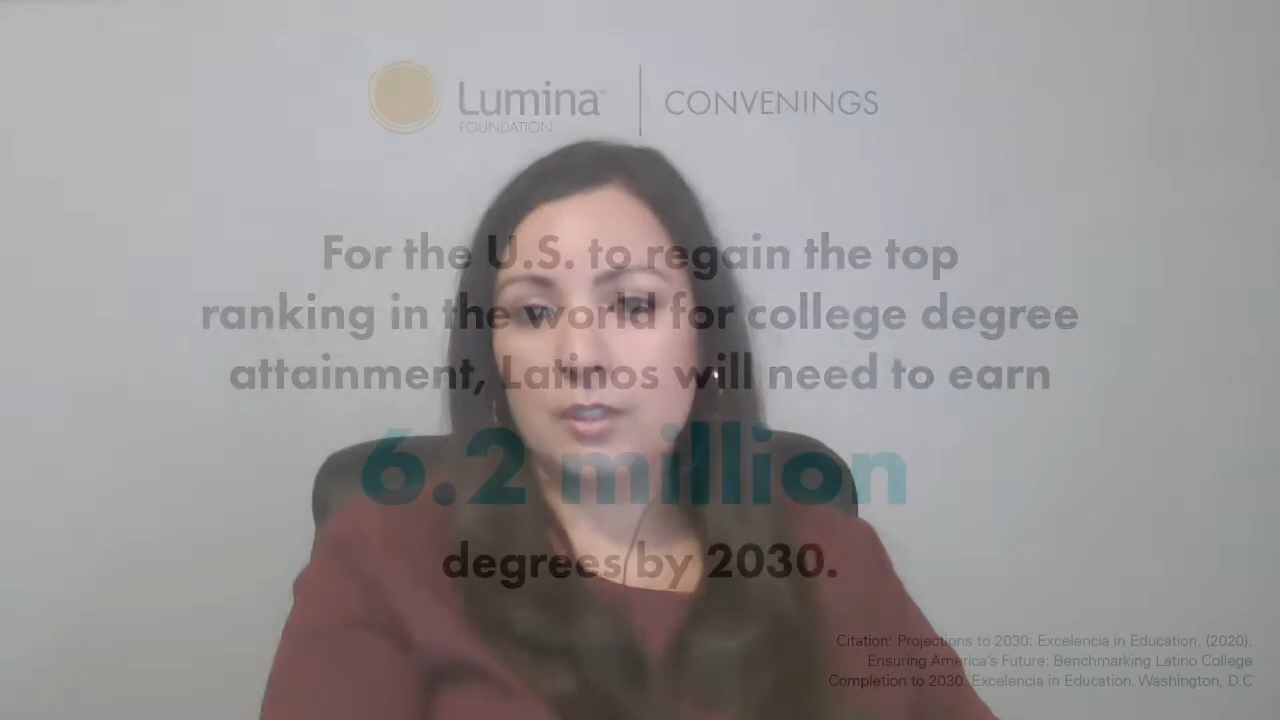 Lumina™
FOUNDATION
CONVENINGS
For the U.S. to regain the top
ranking in the world for college degree
attainment, Latinos will need to earn
6.2 million
degrees by 2030.
Citation: Projections to 2030: Excelencia in Education. (2020).
Ensuring America's Future: Benchmarking Latino College
Completion to 2030. Excelencia in Education. Washington, D.C